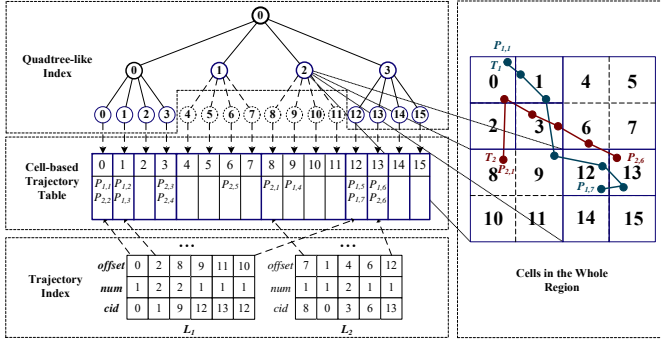 0
Quadtree-like
Index
0 1 2 3
0 1 2 3 4 5 6 7 8 9 10 11 12 13 14 15
Cell-based
Trajectory
Table
0 1 2 3 4 5 6 7 8 9 10 11 12 13 14 15
P1,1 P1,2 P2,3 P2,5 P2,1 P1,4 P1,5 P1,6
P2,2 P1,3 P2,4 P1,7 P2,6
Trajectory
Index
... ...
offset 0 2 8 9 11 10
num 1 2 2 1 1 1
cid 0 1 9 12 13 12
L1
offset 7 1 4 6 12
num 1 1 2 1 1
cid 8 0 3 6 13
L2
P1,1
T1
0 1 4 5
2 3 6 7
T2
P2,1
P2,6
8 9 12 13
P1,7
10 11 14 15
Cells in the Whole
Region